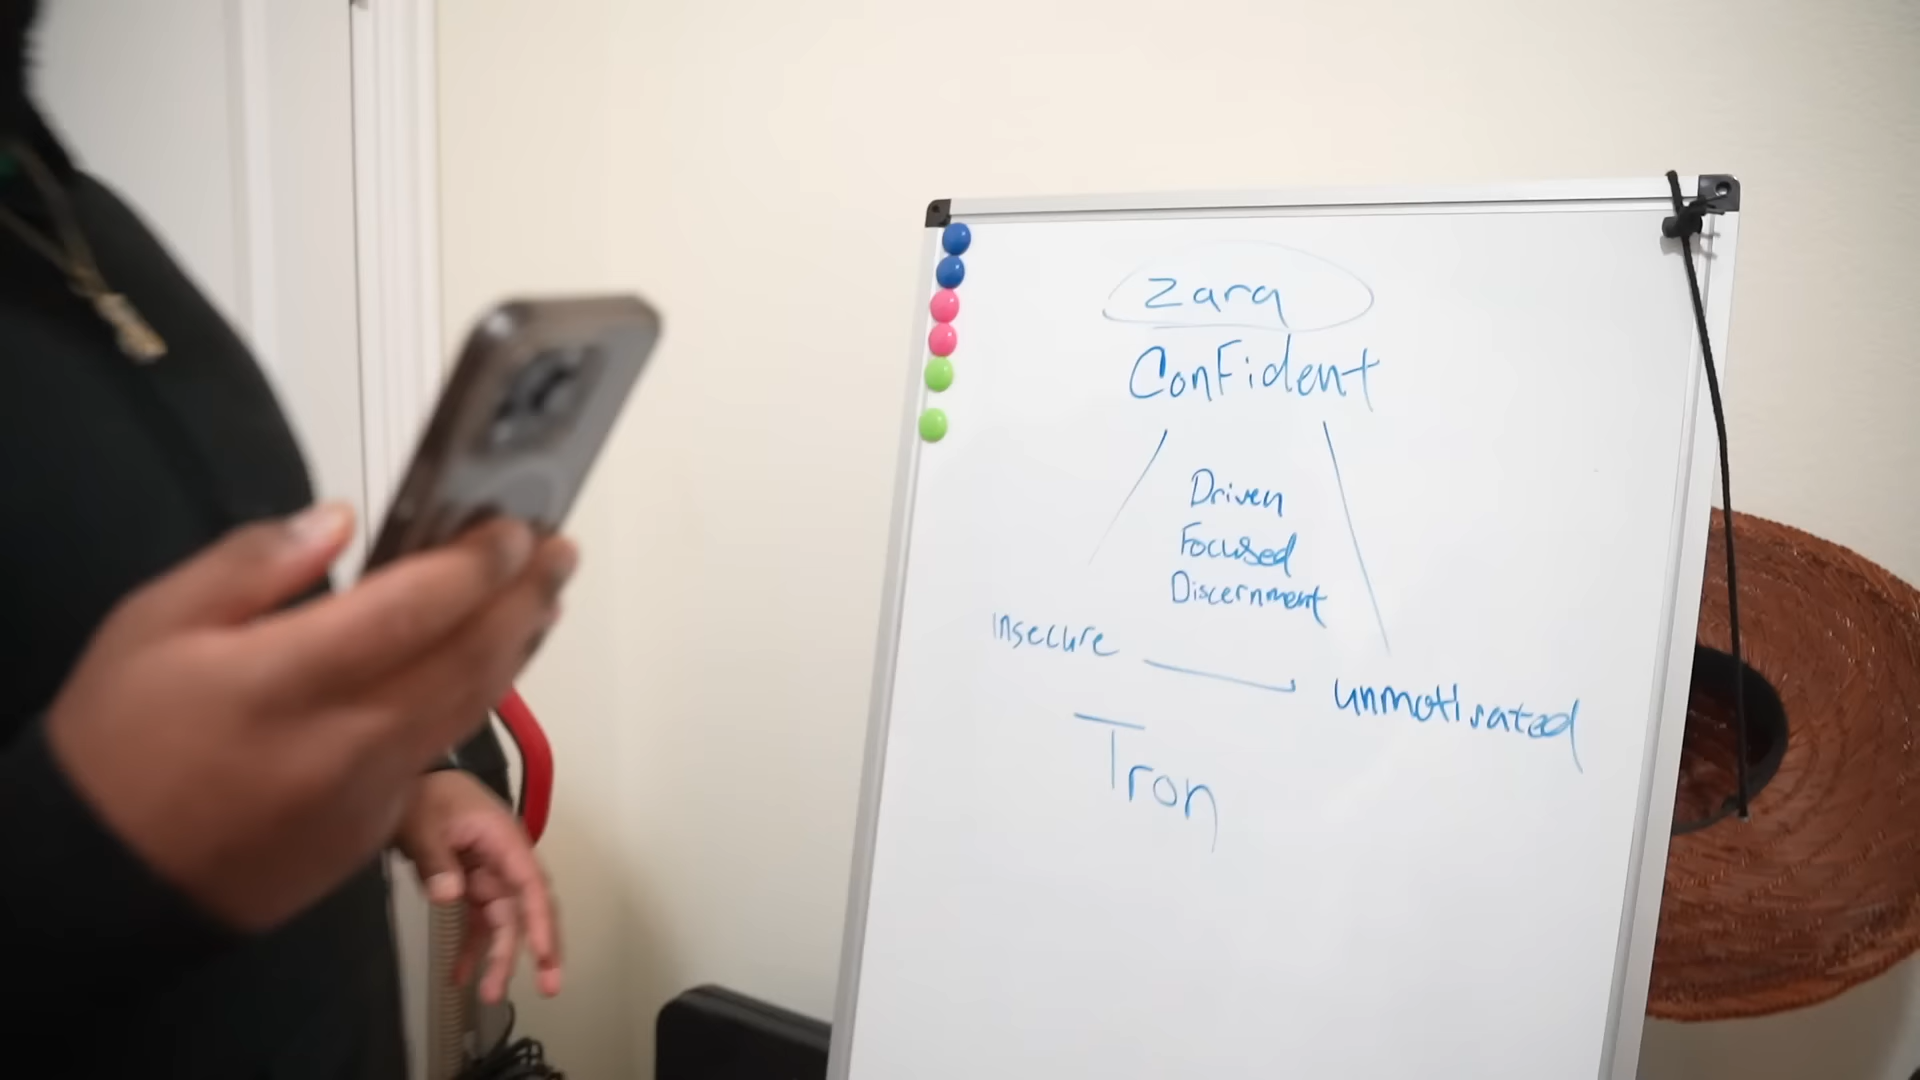 Zara
Confident
Driven
Focused
Discernment
insecure
unmotivated
Tron